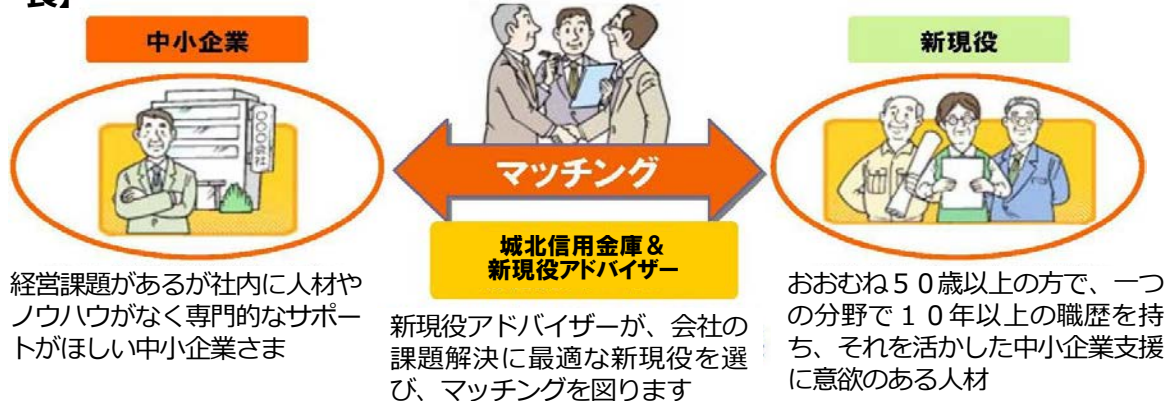 長】
中小企業
新現役
〇〇〇会社
マッチング
城北信用金庫&
新現役アドバイザー
経営課題があるが社内に人材や
ノウハウがなく専門的なサポー
トがほしい中小企業さま
新現役アドバイザーが、会社の
課題解決に最適な新現役を選
び、マッチングを図ります
おおむね50歳以上の方で、一つ
の分野で10年以上の職歴を持
ち、それを活かした中小企業支援
に意欲のある人材